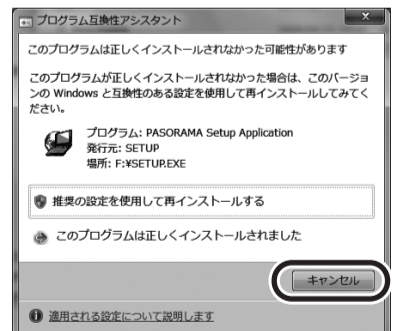 プログラム互換性アシスタント
このプログラムは正しくインストールされなかった可能性があります
このプログラムが正しくインストールされなかった場合は、このバージョ
ンの Windows と互換性のある設定を使用して再インストールしてみてく
ださい。
プログラム: PASORAMA Setup Application
発行元: SETUP
場所: F:¥SETUP.EXE
推奨の設定を使用して再インストールする
このプログラムは正しくインストールされました
キャンセル
適用される設定について説明します